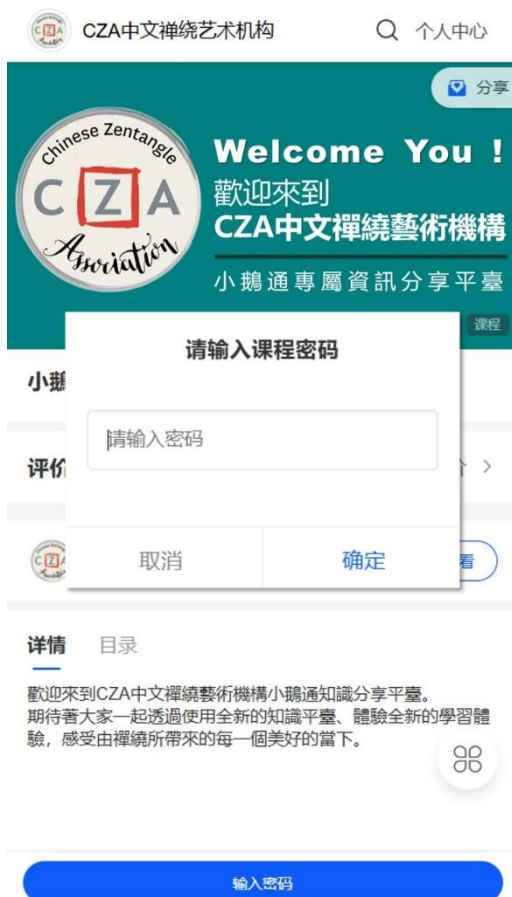 CZA中文禅绕艺术机构
个人中心
分享
Chinese Zentangle
CZA
Association
Welcome You !
歡迎來到
CZA中文禪繞藝術機構
小鵝通專屬資訊分享平臺
课程
请输入课程密码
小鵝
请输入密码
评价
取消
确定
看
详情
目录
歡迎來到CZA中文禪繞藝術機構小鵝通知識分享平臺。
期待著大家一起透過使用全新的知識平臺、體驗全新的學習體
驗，感受由禪繞所帶來的每一個美好的當下。
输入密码